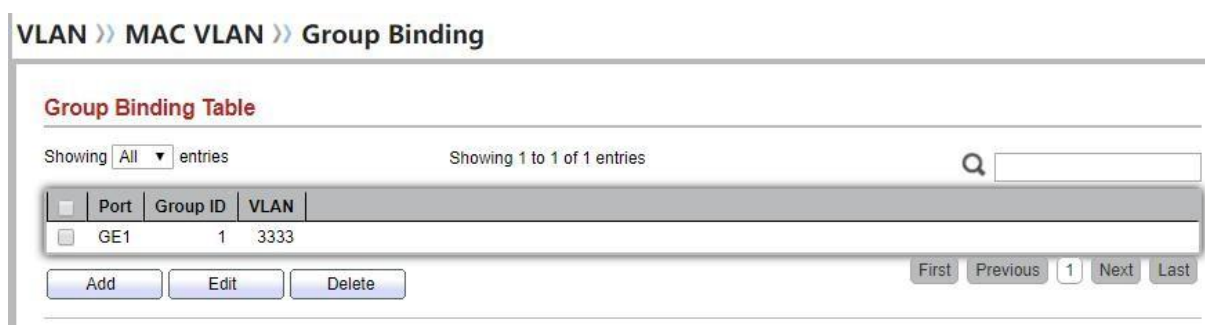 VLAN 》 MAC VLAN 》 Group Binding
Group Binding Table
Showing All ▼ entries Showing 1 to 1 of 1 entries
Port Group ID VLAN
GE1 1 3333
Add Edit Delete First Previous 1 Next Last